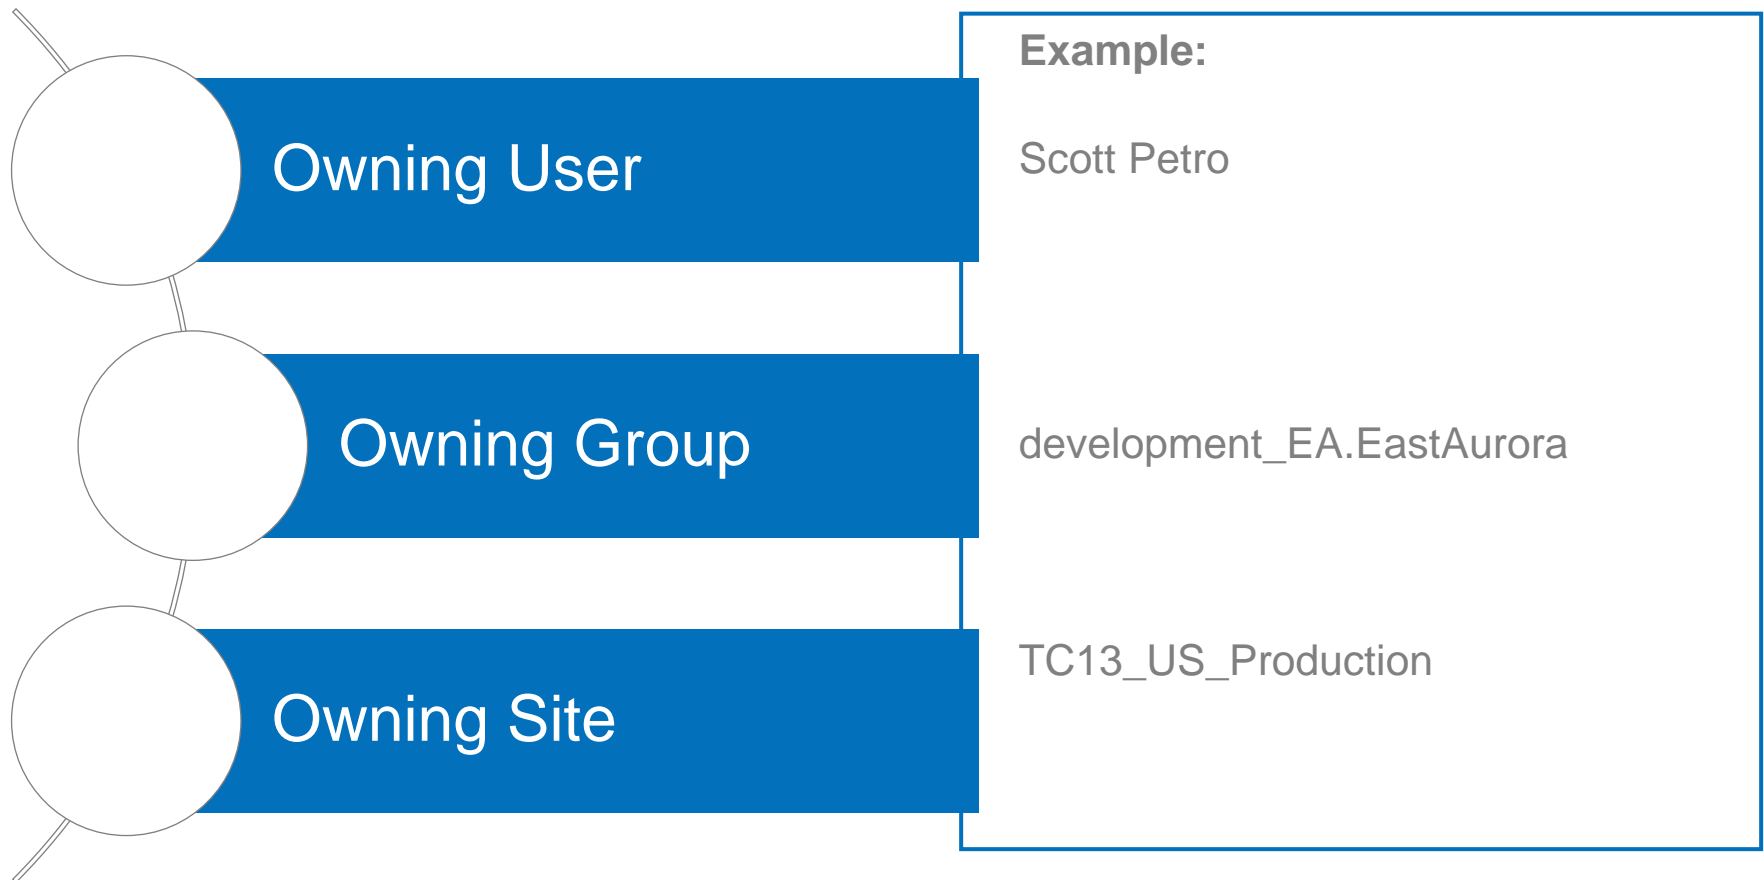 Example:
Owning User
Scott Petro
Owning Group
development_EA.EastAurora
Owning Site
TC13_US_Production